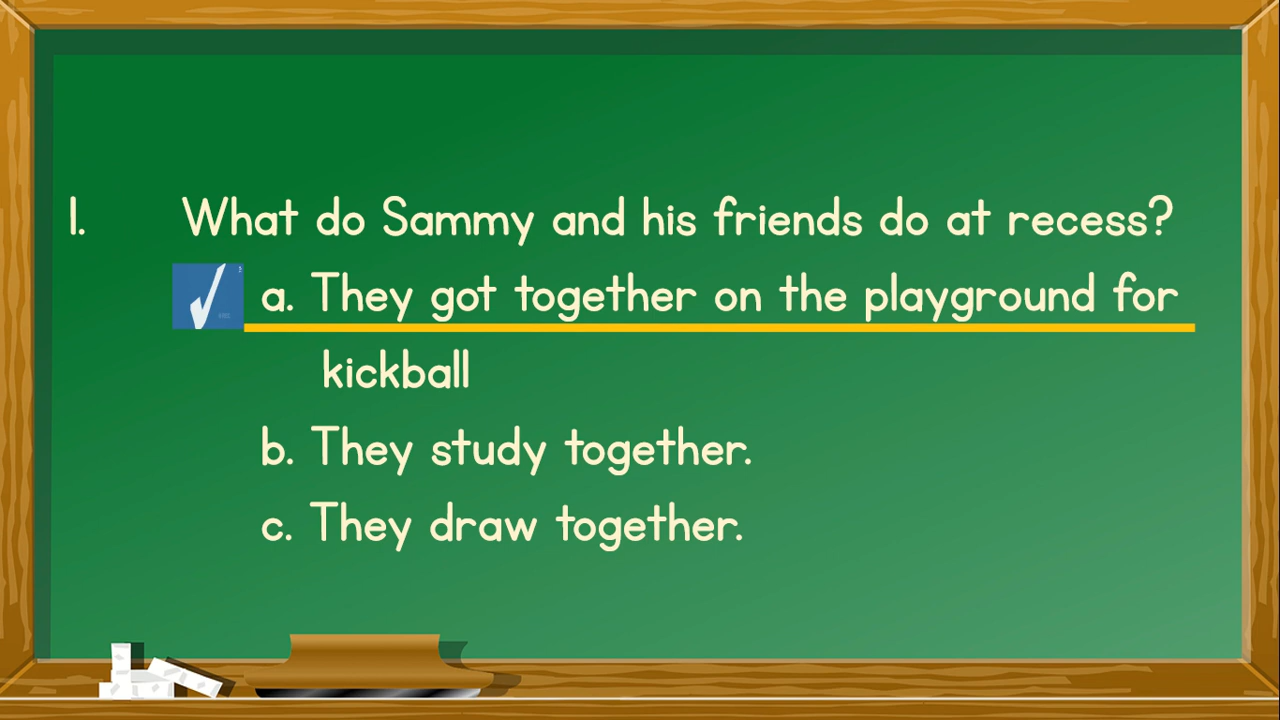 1. What do Sammy and his friends do at recess?
a. They got together on the playground for
kickball
b. They study together.
c. They draw together.